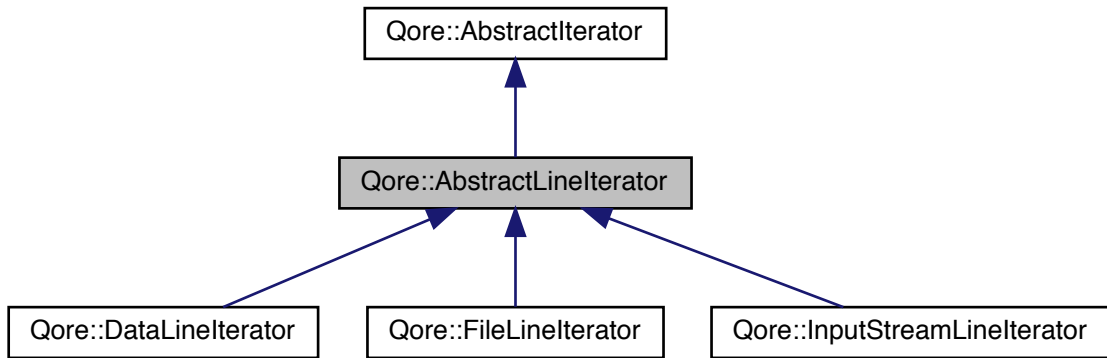 Qore::AbstractIterator
Qore::AbstractLineIterator
Qore::DataLineIterator
Qore::FileLineIterator
Qore::InputStreamLineIterator